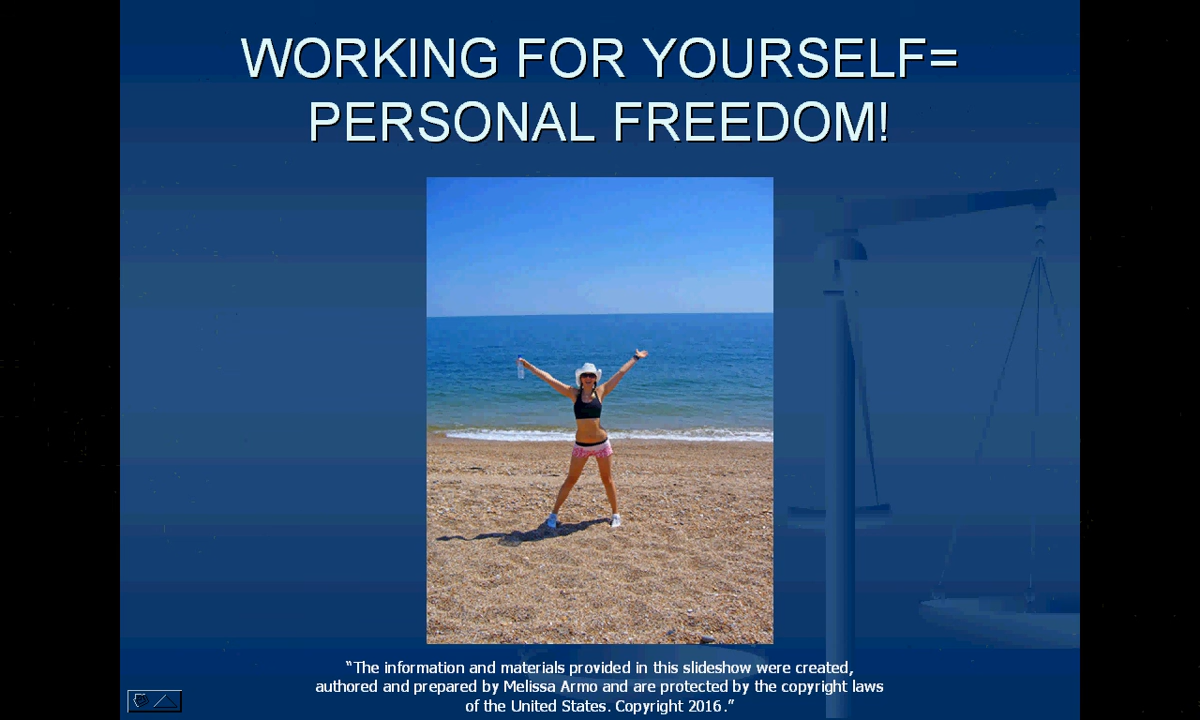 WORKING FOR YOURSELF=
PERSONAL FREEDOM!
“The information and materials provided in this slideshow were created,
authored and prepared by Melissa Armo and are protected by the copyright laws
of the United States. Copyright 2016.”